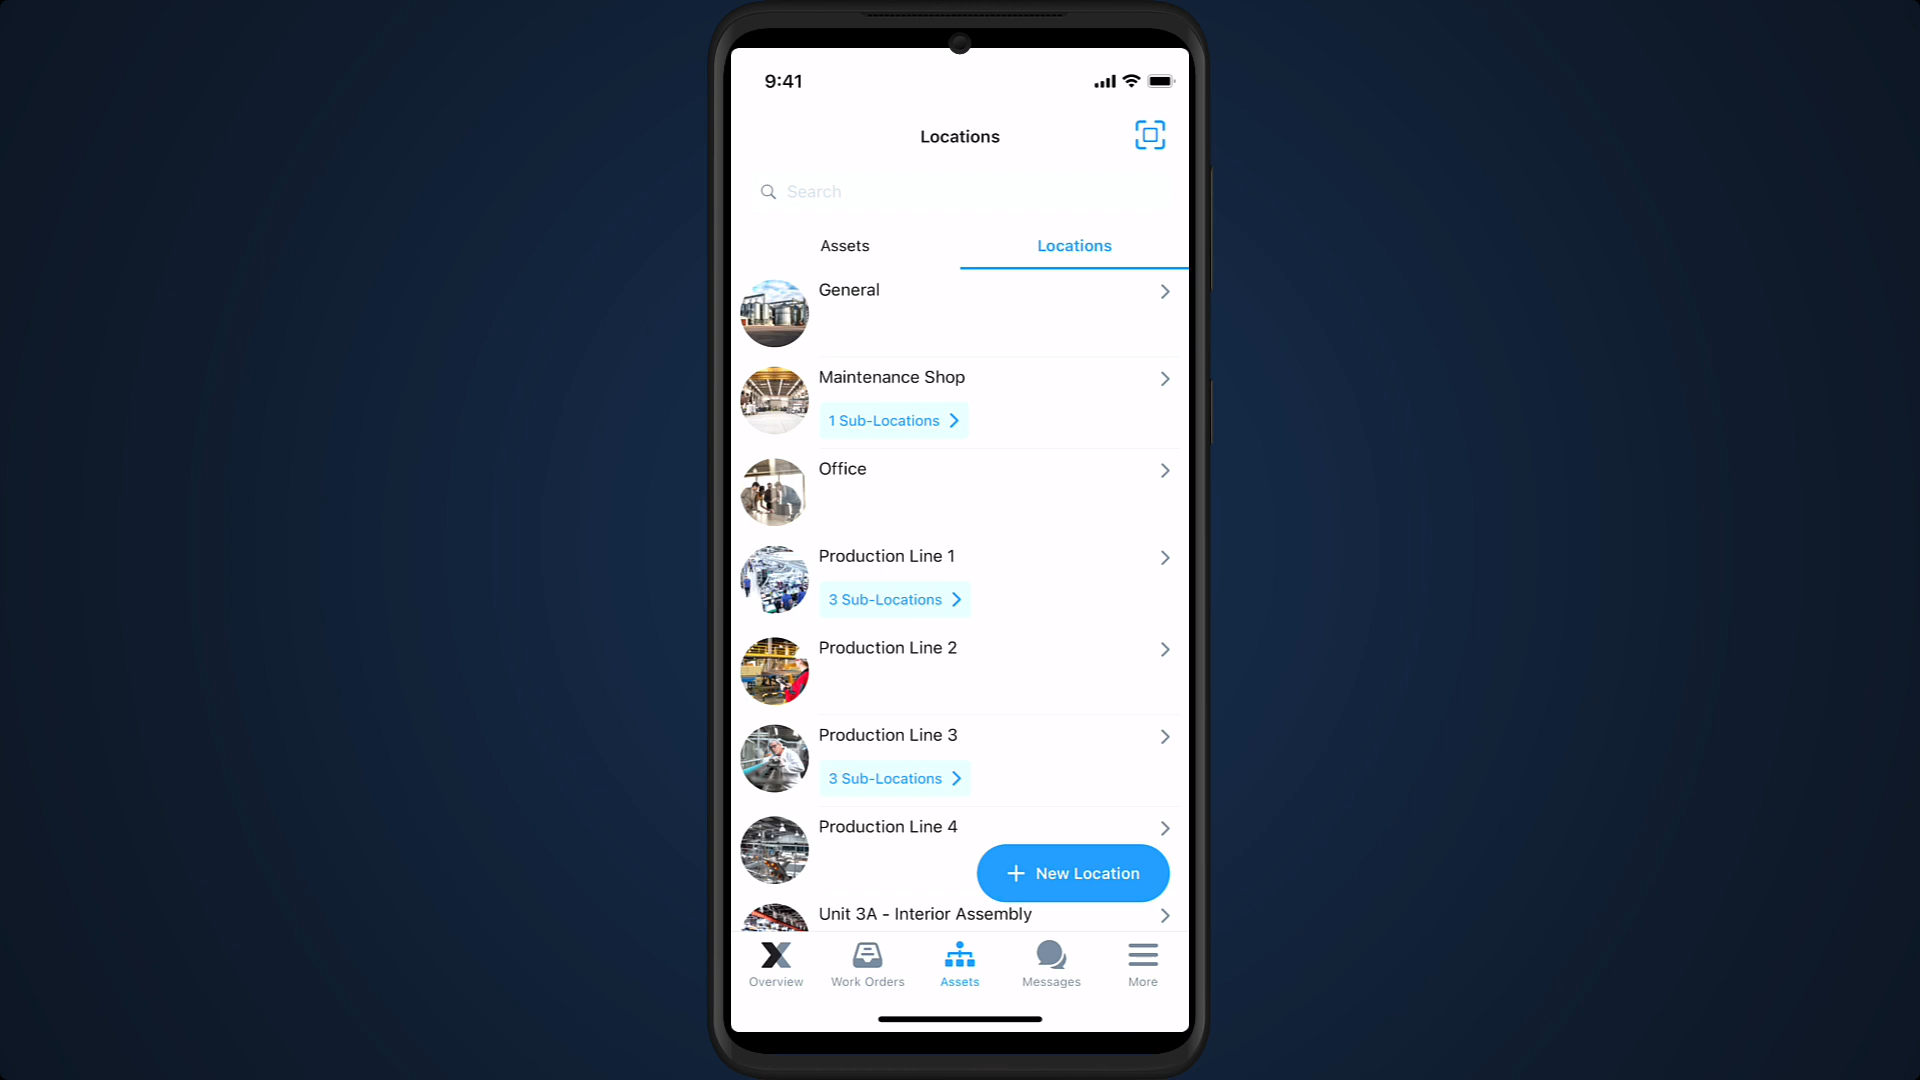 9:41
Locations
Search
Assets
Locations
General
Maintenance Shop
1 Sub-Locations
Office
Production Line 1
3 Sub-Locations
Production Line 2
Production Line 3
3 Sub-Locations
Production Line 4
+ New Location
Unit 3A - Interior Assembly
Overview
Work Orders
Assets
Messages
More